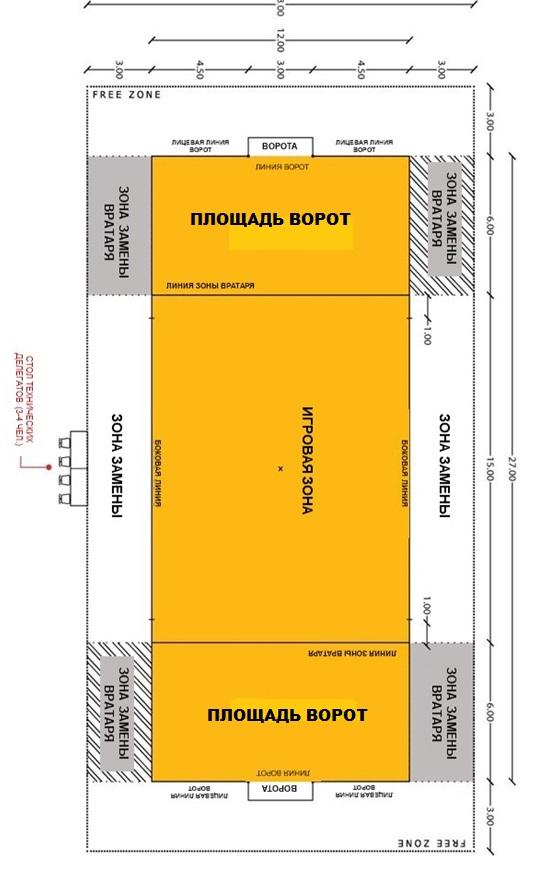 3.00
12.00
3.00
4.50
3.00
4.50
3.00
FREE ZONE
3.00
ЛИЦЕВАЯ ЛИНИЯ
ВОРОТ
ВОРОТА
ЛИЦЕВАЯ ЛИНИЯ
ВОРОТ
ЛИНИЯ ВОРОТ
ЗОНА ЗАМЕНЫ
ВРАТАРЯ
ПЛОЩАДЬ ВОРОТ
ЗОНА ЗАМЕНЫ
ВРАТАРЯ
6.00
ЛИНИЯ ЗОНЫ ВРАТАРЯ
1.00
СТОЛ ТЕХНИЧЕСКИХ
ДЕЛЕГАТОВ (3-4 ЧЕЛ.)
ЗОНА ЗАМЕНЫ
БОКОВАЯ ЛИНИЯ
×
ИГРОВАЯ ЗОНА
БОКОВАЯ ЛИНИЯ
ЗОНА ЗАМЕНЫ
15.00
27.00
1.00
ЛИНИЯ ЗОНЫ ВРАТАРЯ
ЗОНА ЗАМЕНЫ
ВРАТАРЯ
ПЛОЩАДЬ ВОРОТ
ЗОНА ЗАМЕНЫ
ВРАТАРЯ
6.00
ЛИНИЯ ВОРОТ
ЛИЦЕВАЯ ЛИНИЯ
ВОРОТ
ВОРОТА
ЛИЦЕВАЯ ЛИНИЯ
ВОРОТ
3.00
FREE ZONE